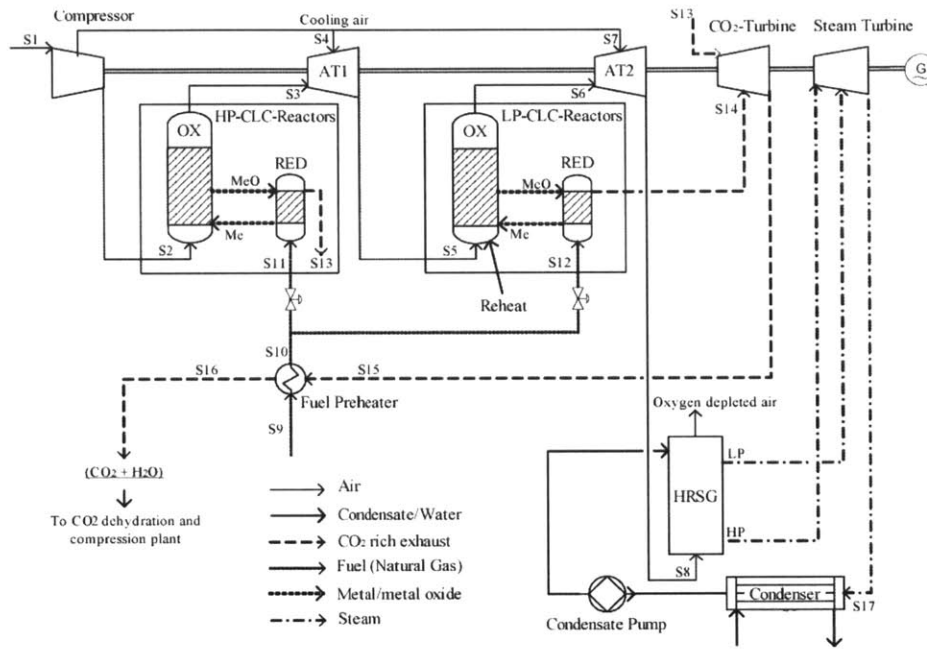 Compressor
Cooling air
S13
CO₂-Turbine
Steam Turbine
S1
S4
S7
AT1
AT2
G
S3
S6
S14
HP-CLC-Reactors
LP-CLC-Reactors
OX
OX
RED
RED
MeO
MeO
Me
Me
S2
S11
S13
S5
S12
Reheat
S10
S16
S15
Fuel Preheater
S9
Oxygen depleted air
(CO₂ + H₂O)
LP
HRSG
HP
To CO2 dehydration and
compression plant
Air
Condensate/Water
CO₂ rich exhaust
Fuel (Natural Gas)
Metal/metal oxide
Steam
S8
Condenser
S17
Condensate Pump